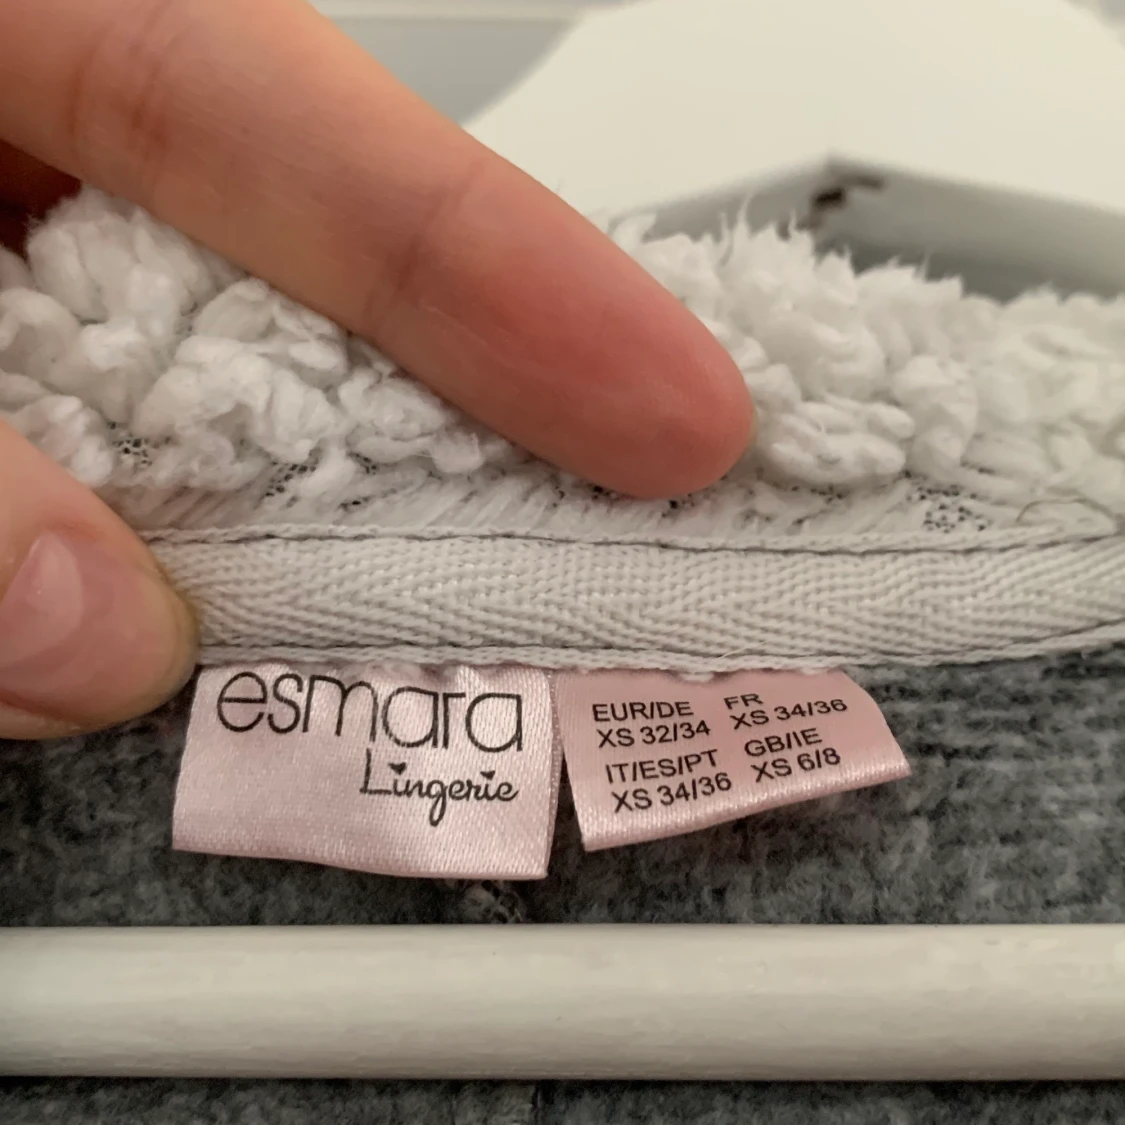 esmara
Lingerie
EUR/DE
XS 32/34
FR
XS 34/36
IT/ES/PT
XS 34/36
GB/IE
XS 6/8